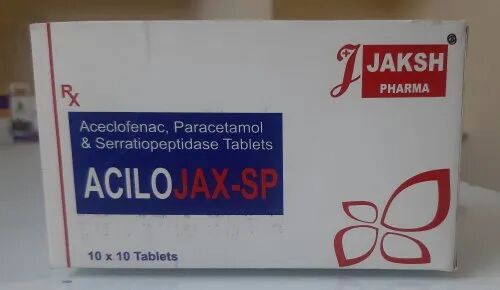 JAKSH
PHARMA
®
Rx
Aceclofenac, Paracetamol
& Serratiopeptidase Tablets
ACILOJAX-SP
10 x 10 Tablets